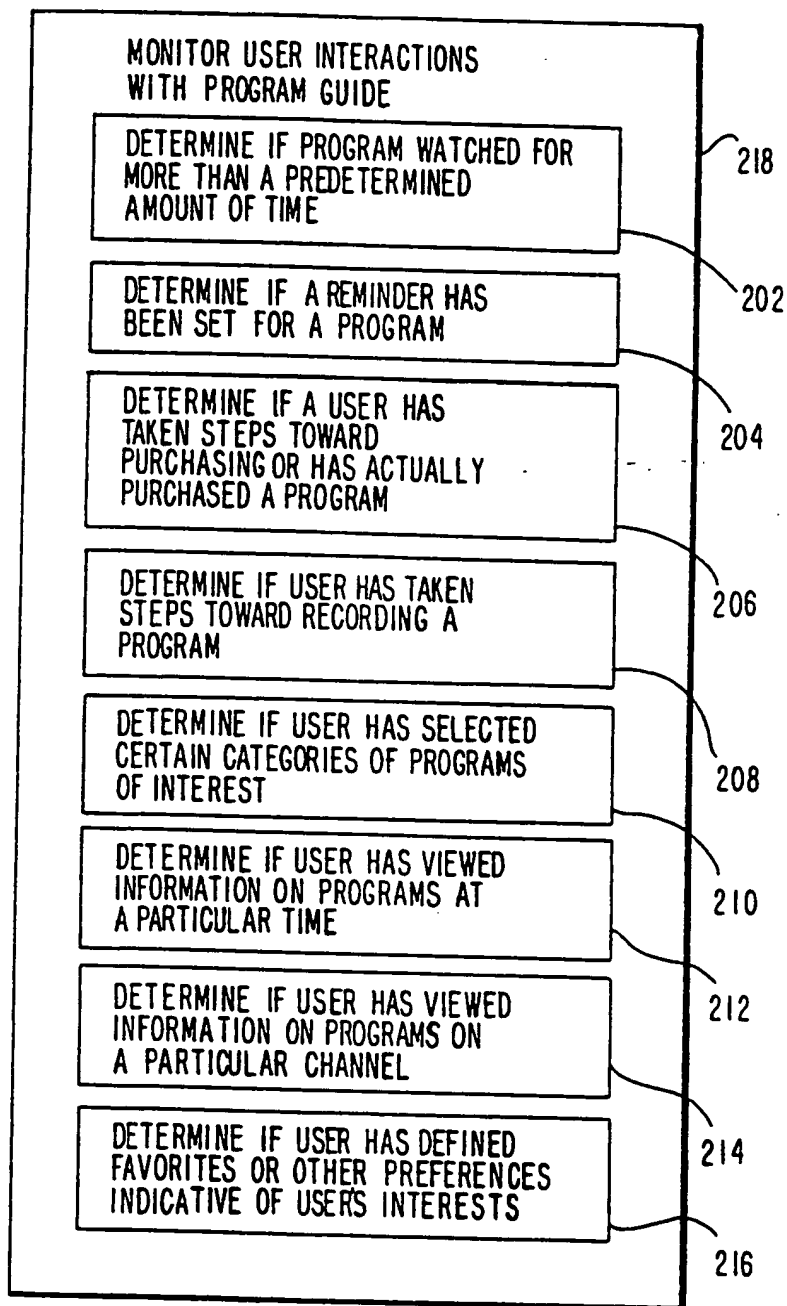 MONITOR USER INTERACTIONS
WITH PROGRAM GUIDE
DETERMINE IF PROGRAM WATCHED FOR
MORE THAN A PREDETERMINED
AMOUNT OF TIME
218
202
DETERMINE IF A REMINDER HAS
BEEN SET FOR A PROGRAM
204
DETERMINE IF A USER HAS
TAKEN STEPS TOWARD
PURCHASING OR HAS ACTUALLY
PURCHASED A PROGRAM
206
DETERMINE IF USER HAS TAKEN
STEPS TOWARD RECORDING A
PROGRAM
208
DETERMINE IF USER HAS SELECTED
CERTAIN CATEGORIES OF PROGRAMS
OF INTEREST
210
DETERMINE IF USER HAS VIEWED
INFORMATION ON PROGRAMS AT
A PARTICULAR TIME
212
DETERMINE IF USER HAS VIEWED
INFORMATION ON PROGRAMS ON
A PARTICULAR CHANNEL
214
DETERMINE IF USER HAS DEFINED
FAVORITES OR OTHER PREFERENCES
INDICATIVE OF USER'S INTERESTS
216